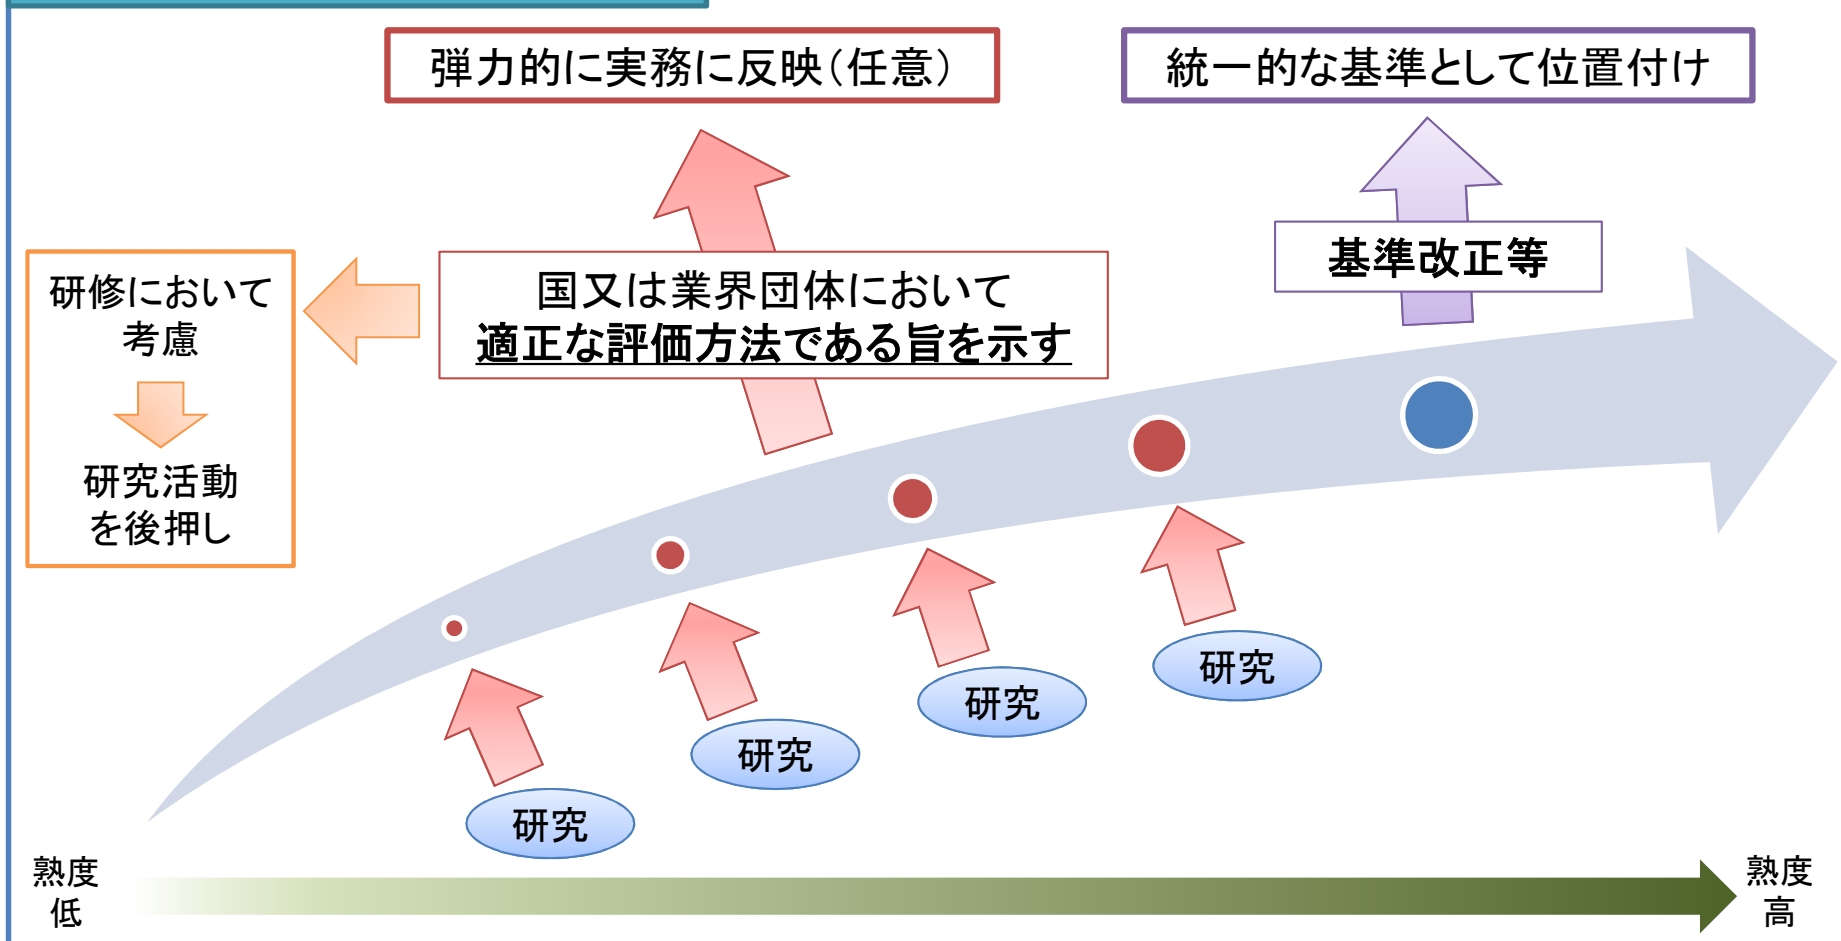 弾力的に実務に反映（任意）
統一的な基準として位置付け
基準改正等
国又は業界団体において
適正な評価方法である旨を示す
研修において
考慮
研究活動
を後押し
研究
研究
研究
研究
熟度
低
熟度
高